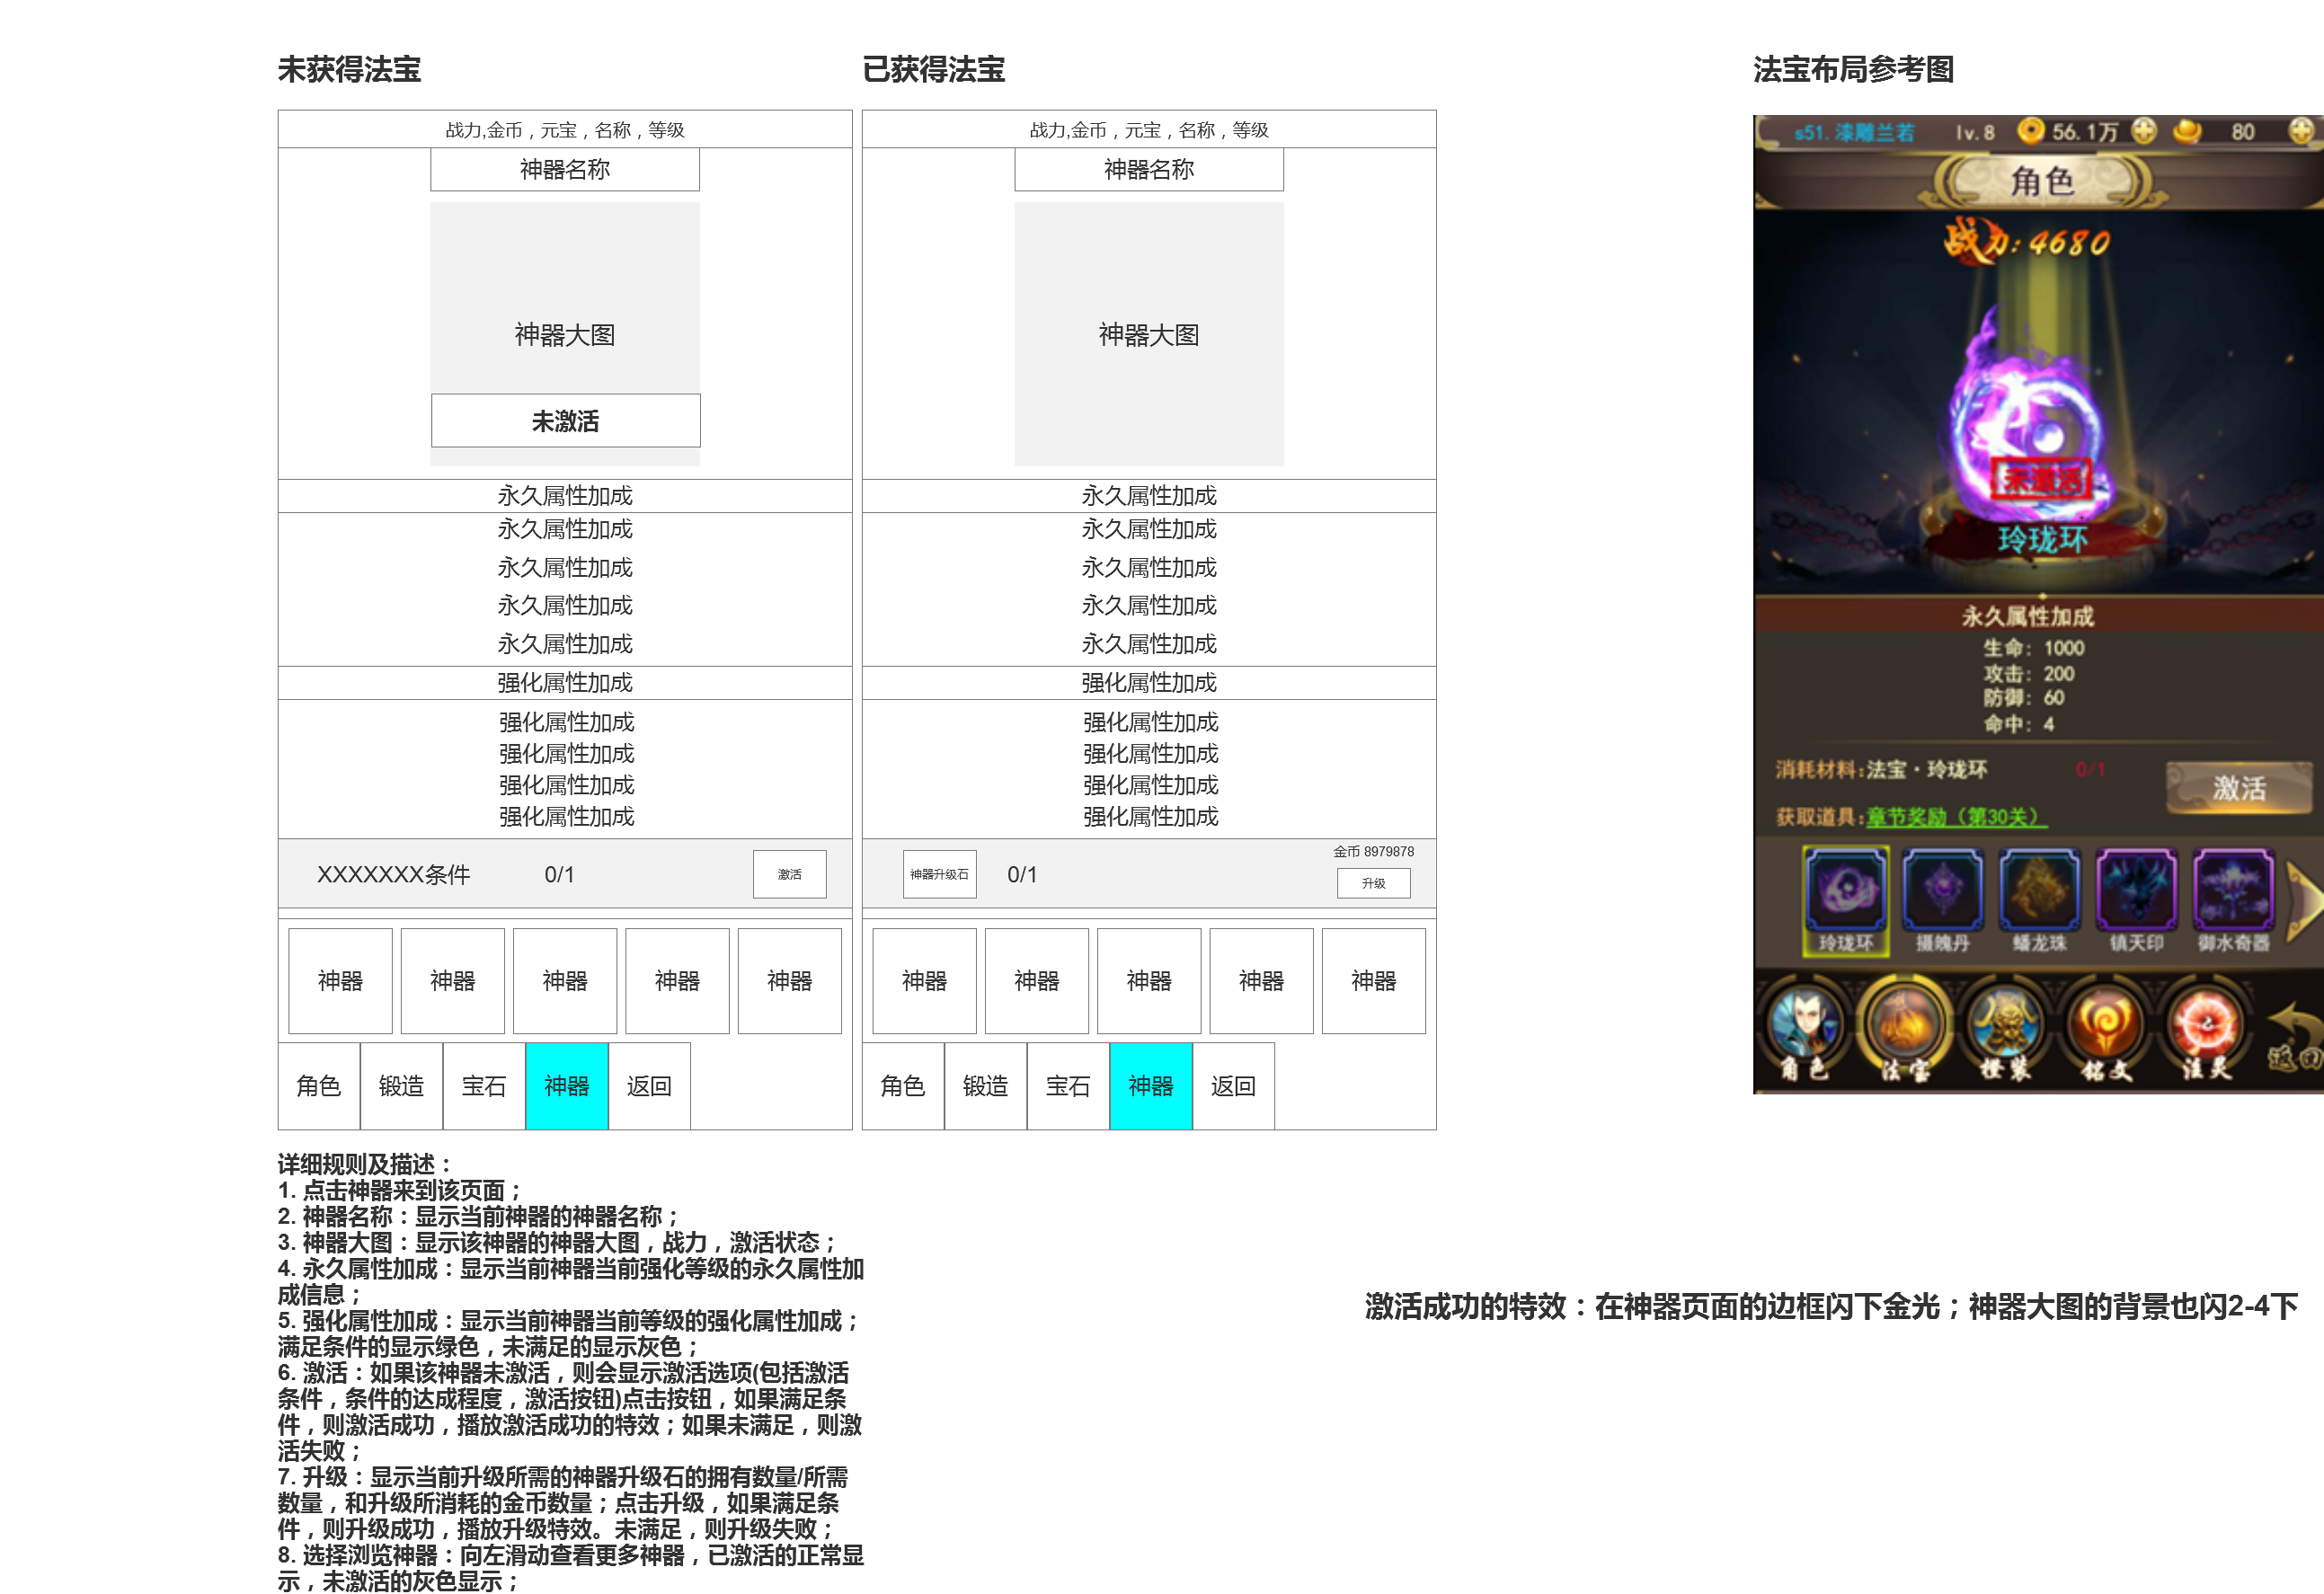 未获得法宝
战力,金币，元宝，名称，等级
神器名称
神器大图
未激活
永久属性加成
永久属性加成
永久属性加成
永久属性加成
永久属性加成
强化属性加成
强化属性加成
强化属性加成
强化属性加成
强化属性加成
XXXXXXX条件 0/1 激活
神器 神器 神器 神器 神器
角色 锻造 宝石 神器 返回
已获得法宝
战力,金币，元宝，名称，等级
神器名称
神器大图
永久属性加成
永久属性加成
永久属性加成
永久属性加成
永久属性加成
强化属性加成
强化属性加成
强化属性加成
强化属性加成
强化属性加成
金币 8979878
神器升级石 0/1 升级
神器 神器 神器 神器 神器
角色 锻造 宝石 神器 返回
法宝布局参考图
s51.漆雕兰若 lv.8 56.1万 80
角色
战力:4680
未激活
玲珑环
永久属性加成
生命: 1000
攻击: 200
防御: 60
命中: 4
消耗材料:法宝·玲珑环 0/1
激活
获取道具:章节奖励（第30关）
玲珑环 摄魄丹 蟠龙珠 镇天印 御水奇器
角色 法宝 橙装 铭文 注灵 返回
详细规则及描述：
1. 点击神器来到该页面；
2. 神器名称：显示当前神器的神器名称；
3. 神器大图：显示该神器的神器大图，战力，激活状态；
4. 永久属性加成：显示当前神器当前强化等级的永久属性加
成信息；
5. 强化属性加成：显示当前神器当前等级的强化属性加成；
满足条件的显示绿色，未满足的显示灰色；
6. 激活：如果该神器未激活，则会显示激活选项(包括激活
条件，条件的达成程度，激活按钮)点击按钮，如果满足条
件，则激活成功，播放激活成功的特效；如果未满足，则激
活失败；
7. 升级：显示当前升级所需的神器升级石的拥有数量/所需
数量，和升级所消耗的金币数量；点击升级，如果满足条
件，则升级成功，播放升级特效。未满足，则升级失败；
8. 选择浏览神器：向左滑动查看更多神器，已激活的正常显
示，未激活的灰色显示；
激活成功的特效：在神器页面的边框闪下金光；神器大图的背景也闪2-4下